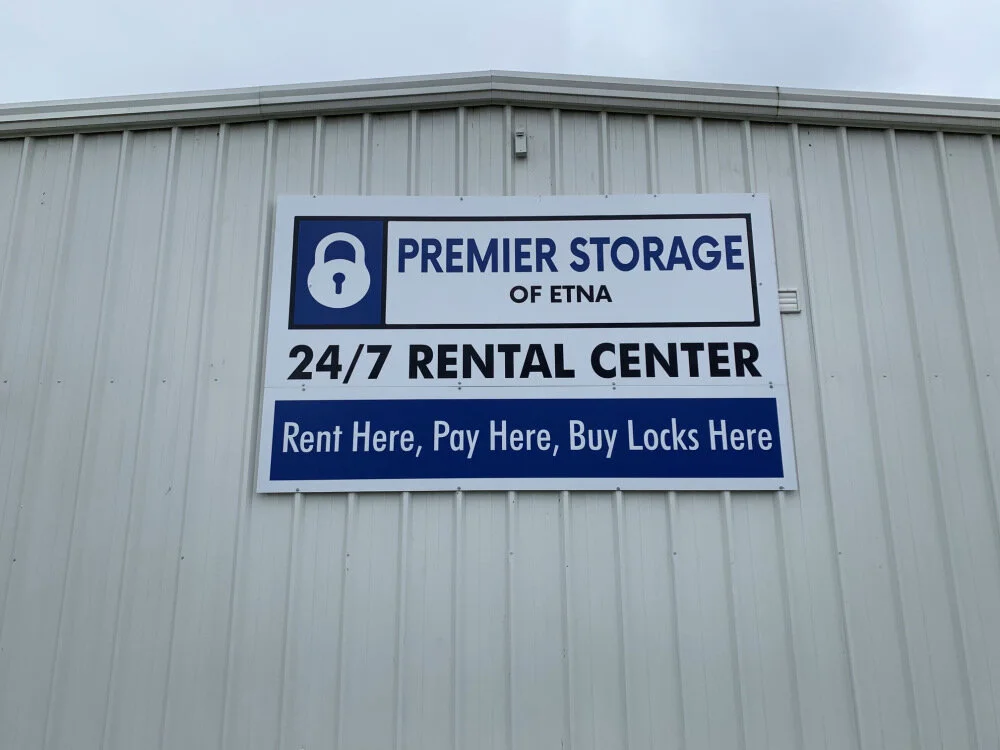 PREMIER STORAGE
OF ETNA
24/7 RENTAL CENTER
Rent Here, Pay Here, Buy Locks Here